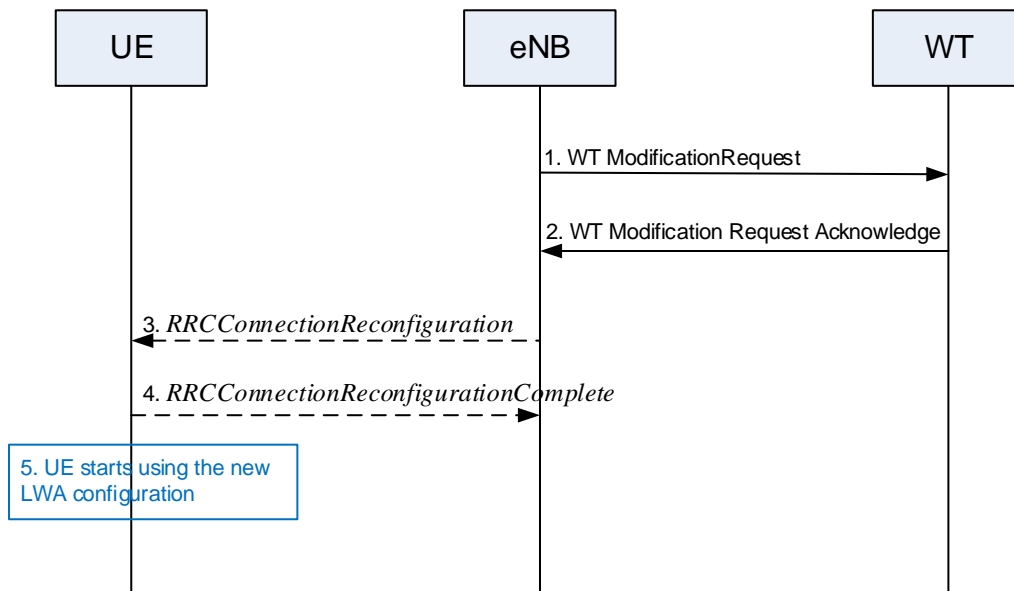 UE
eNB
WT
1. WT ModificationRequest
2. WT Modification Request Acknowledge
3. RRCConnectionReconfiguration
4. RRCConnectionReconfigurationComplete
5. UE starts using the new
LWA configuration